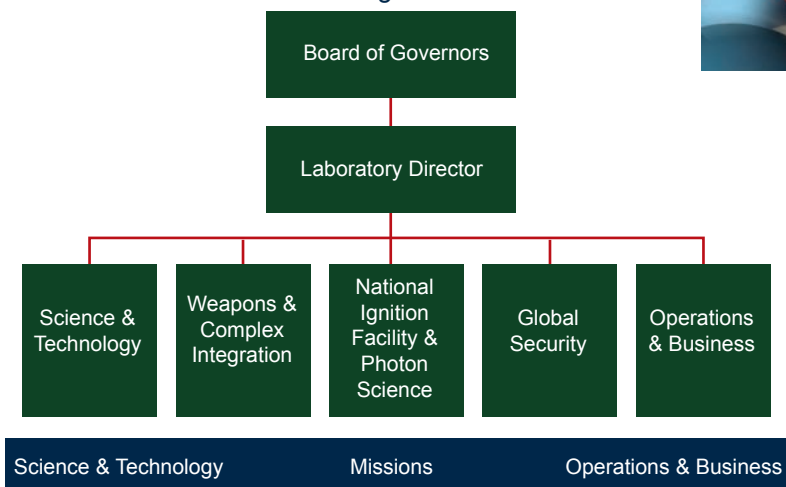 Board of Governors
Laboratory Director
Science &
Technology
Weapons &
Complex
Integration
National
Ignition
Facility &
Photon
Science
Global
Security
Operations
& Business
Science & Technology Missions Operations & Business